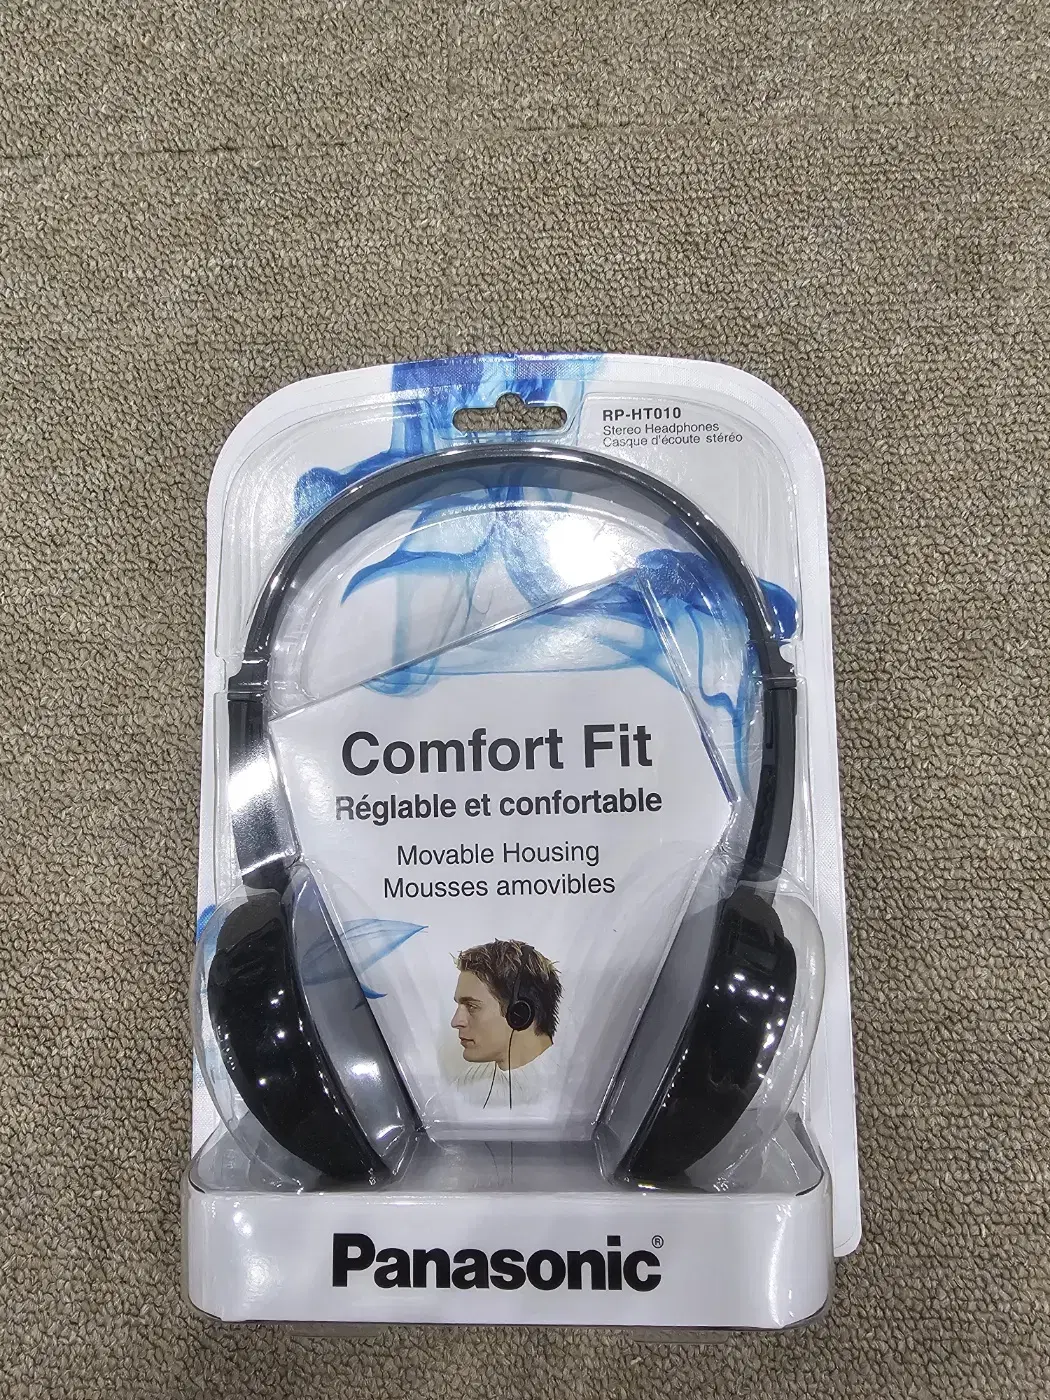 RP-HT010
Stereo Headphones
Casque d'écoute stéréo
Comfort Fit
Réglable et confortable
Movable Housing
Mousses amovibles
Panasonic®